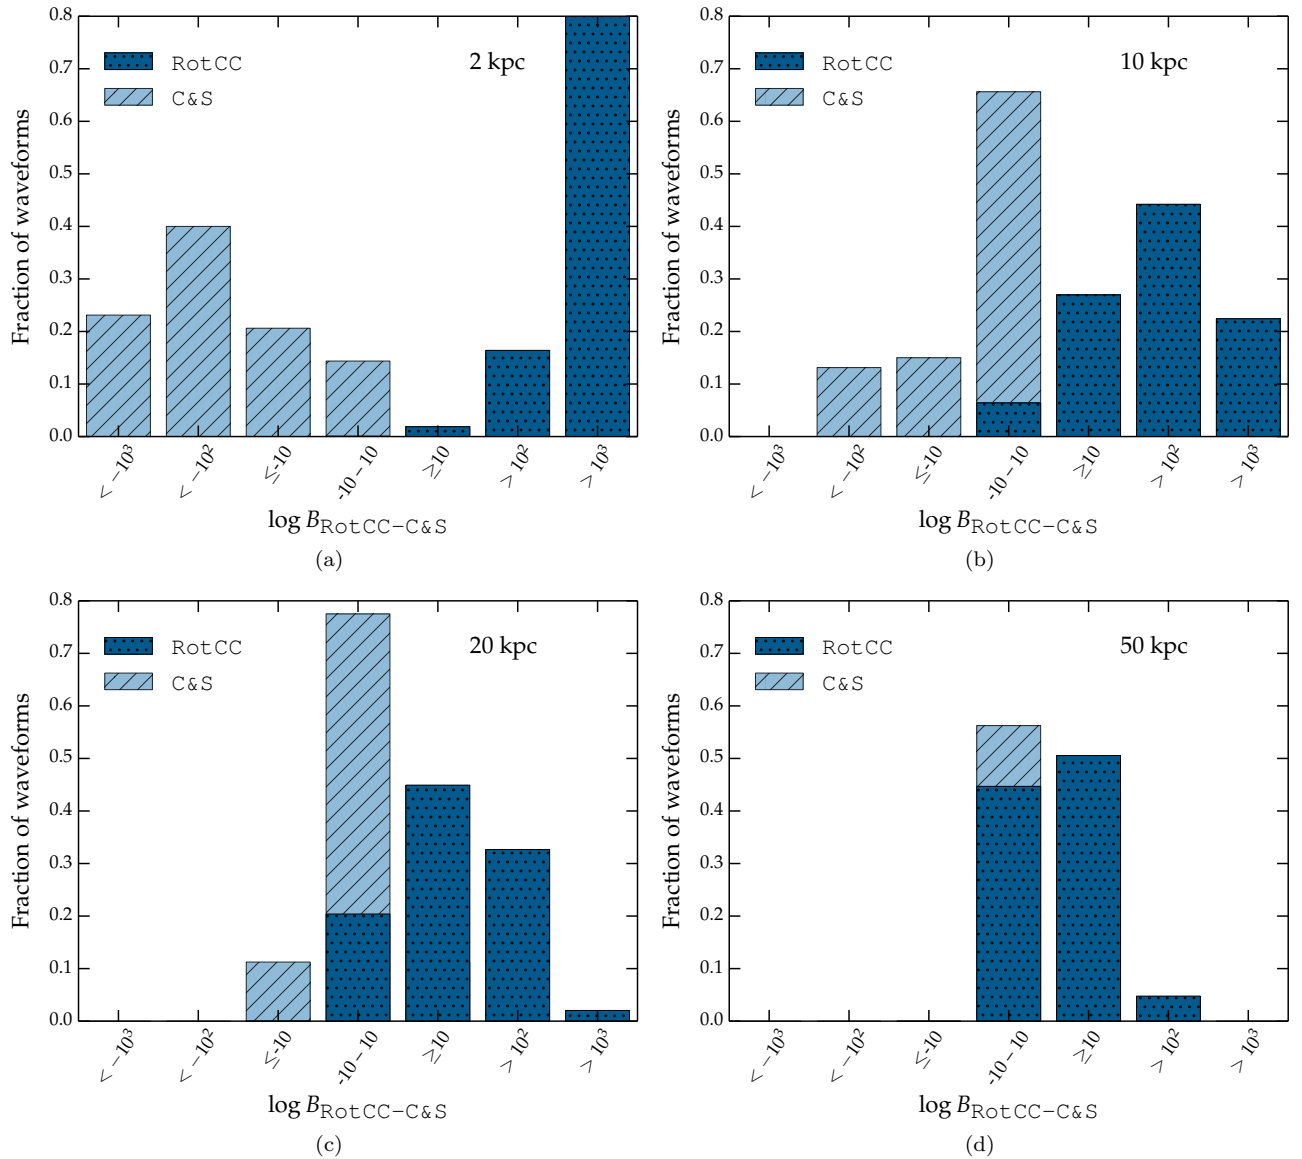 0.8
0.7
0.6
0.5
0.4
0.3
0.2
0.1
0.0
Fraction of waveforms
RotCC
C&S
2 kpc
< −10³
< −10²
≤-10
-10 − 10
≥10
> 10²
> 10³
log B RotCC−C&S
(a)
0.8
0.7
0.6
0.5
0.4
0.3
0.2
0.1
0.0
Fraction of waveforms
RotCC
C&S
10 kpc
< −10³
< −10²
≤-10
-10 − 10
≥10
> 10²
> 10³
log B RotCC−C&S
(b)
0.8
0.7
0.6
0.5
0.4
0.3
0.2
0.1
0.0
Fraction of waveforms
RotCC
C&S
20 kpc
< −10³
< −10²
≤-10
-10 − 10
≥10
> 10²
> 10³
log B RotCC−C&S
(c)
0.8
0.7
0.6
0.5
0.4
0.3
0.2
0.1
0.0
Fraction of waveforms
RotCC
C&S
50 kpc
< −10³
< −10²
≤-10
-10 − 10
≥10
> 10²
> 10³
log B RotCC−C&S
(d)